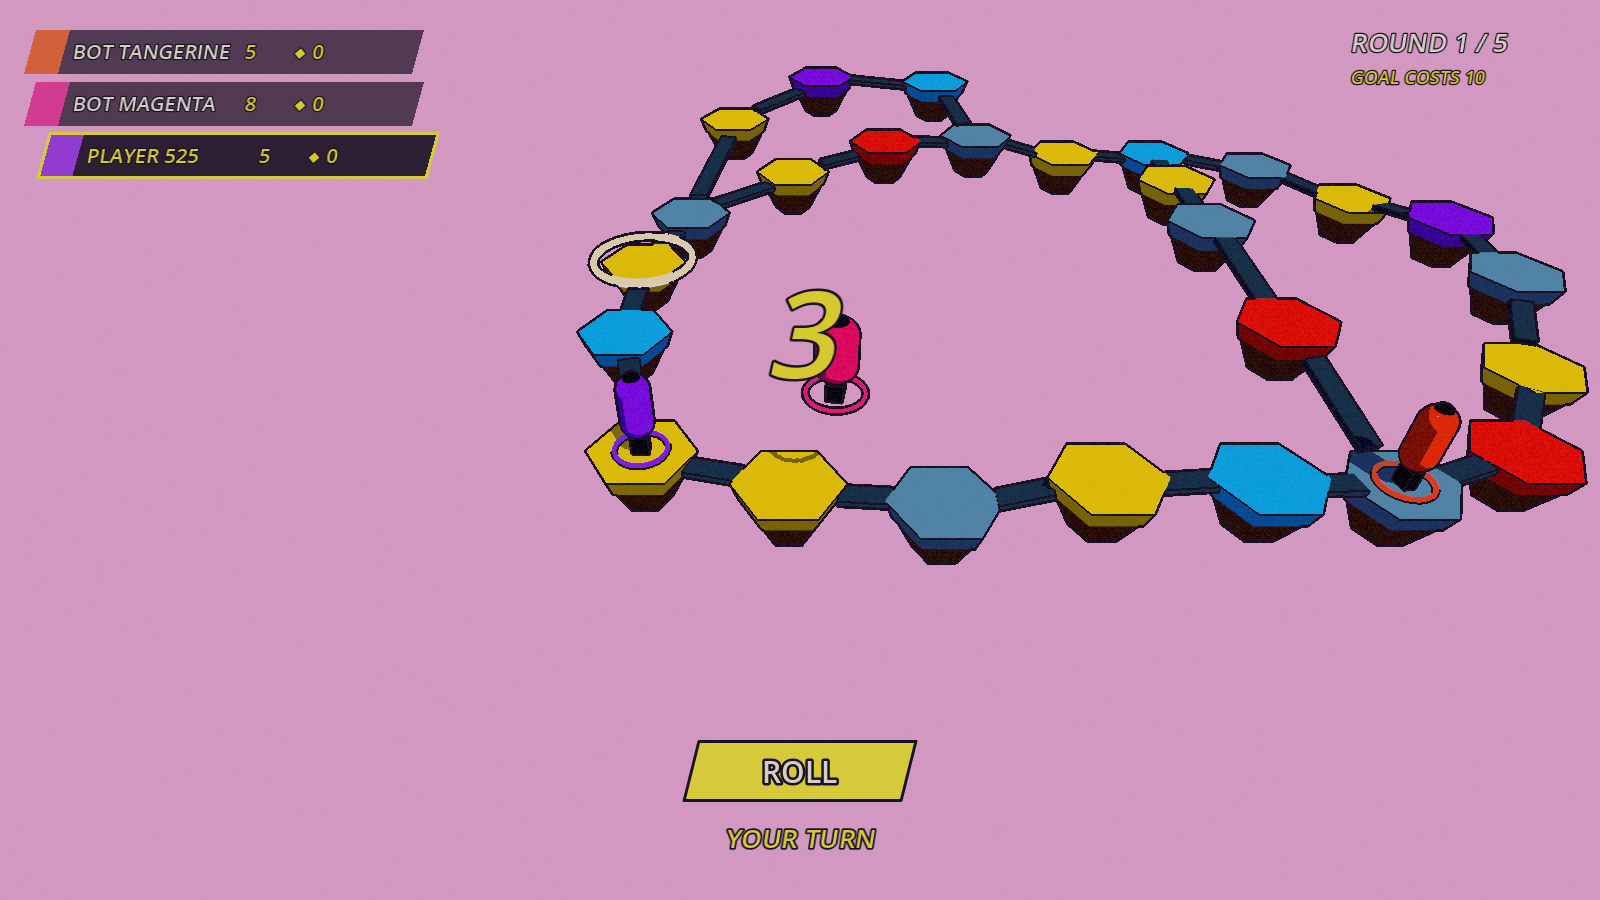 BOT TANGERINE 5 ◆ 0
BOT MAGENTA 8 ◆ 0
PLAYER 525 5 ◆ 0
ROUND 1 / 5
GOAL COSTS 10
3
ROLL
YOUR TURN